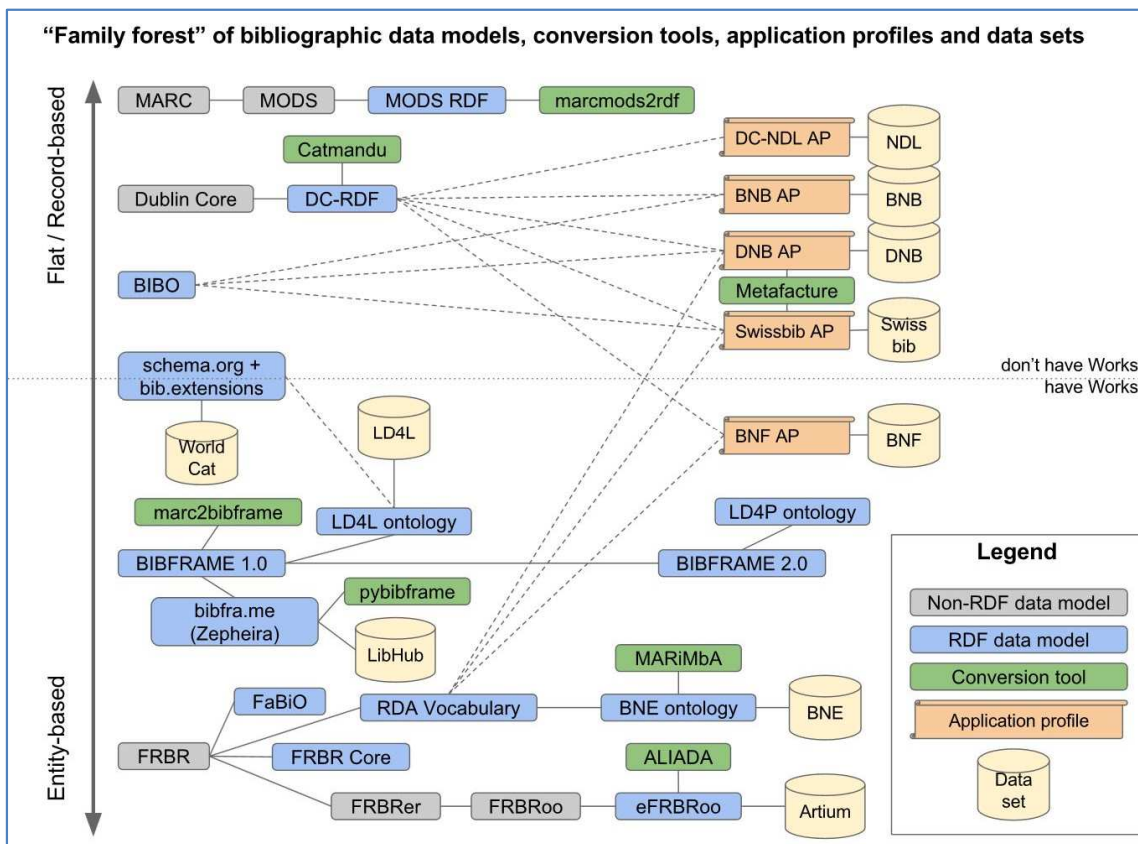 “Family forest” of bibliographic data models, conversion tools, application profiles and data sets
Flat / Record-based
Entity-based
MARC
MODS
MODS RDF
marcmods2rdf
Catmandu
Dublin Core
DC-RDF
BIBO
DC-NDL AP
NDL
BNB AP
BNB
DNB AP
DNB
Metafacture
Swissbib AP
Swiss
bib
don’t have Works
have Works
schema.org +
bib.extensions
World
Cat
LD4L
BNF AP
BNF
marc2bibframe
LD4L ontology
LD4P ontology
BIBFRAME 1.0
BIBFRAME 2.0
bibfra.me
(Zepheira)
pybibframe
LibHub
MARiMbA
FaBiO
RDA Vocabulary
BNE ontology
BNE
FRBR
FRBR Core
ALIADA
FRBRer
FRBRoo
eFRBRoo
Artium
Legend
Non-RDF data model
RDF data model
Conversion tool
Application profile
Data
set